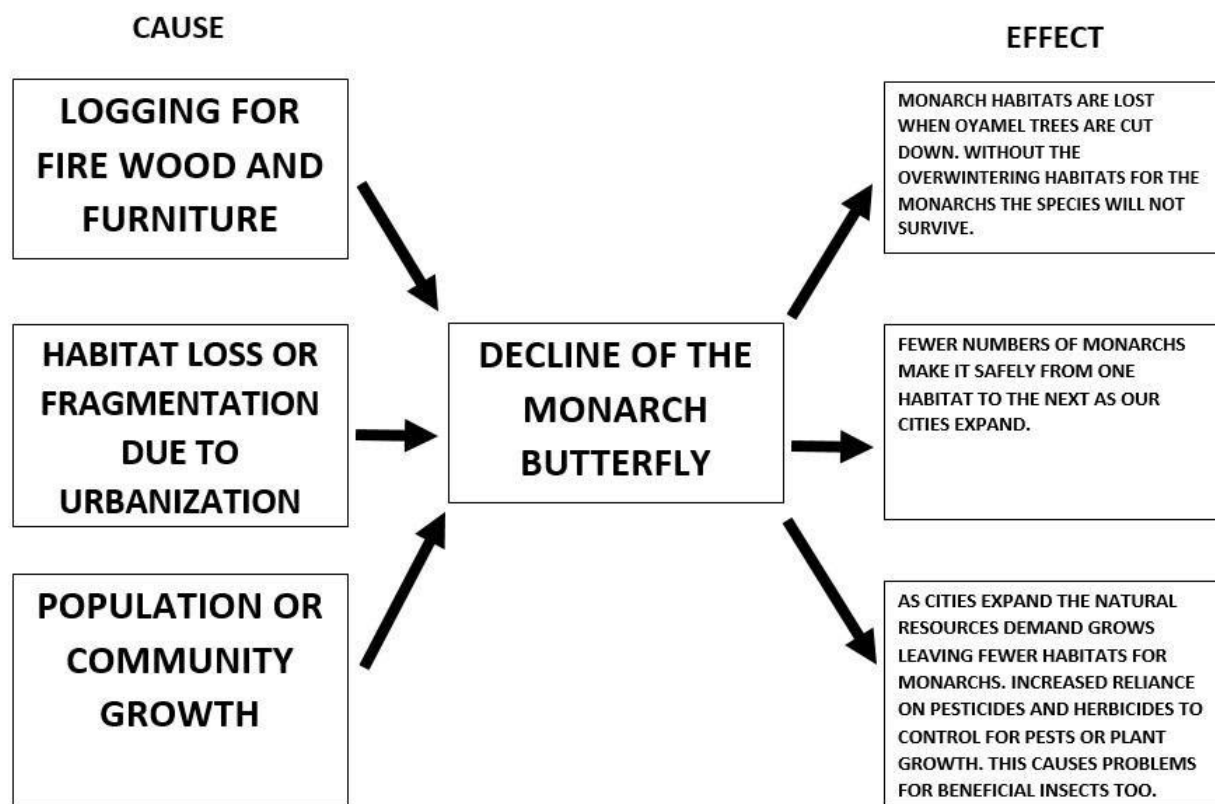 CAUSE
EFFECT
LOGGING FOR
FIRE WOOD AND
FURNITURE
MONARCH HABITATS ARE LOST
WHEN OYAMEL TREES ARE CUT
DOWN. WITHOUT THE
OVERWINTERING HABITATS FOR THE
MONARCHS THE SPECIES WILL NOT
SURVIVE.
HABITAT LOSS OR
FRAGMENTATION
DUE TO
URBANIZATION
DECLINE OF THE
MONARCH
BUTTERFLY
FEWER NUMBERS OF MONARCHS
MAKE IT SAFELY FROM ONE
HABITAT TO THE NEXT AS OUR
CITIES EXPAND.
POPULATION OR
COMMUNITY
GROWTH
AS CITIES EXPAND THE NATURAL
RESOURCES DEMAND GROWS
LEAVING FEWER HABITATS FOR
MONARCHS. INCREASED RELIANCE
ON PESTICIDES AND HERBICIDES TO
CONTROL FOR PESTS OR PLANT
GROWTH. THIS CAUSES PROBLEMS
FOR BENEFICIAL INSECTS TOO.